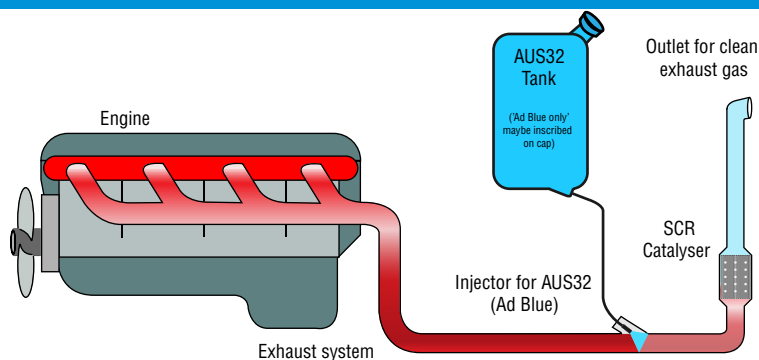 AUS32
Tank
('Ad Blue only'
maybe inscribed
on cap)
Outlet for clean
exhaust gas
Engine
SCR
Catalyser
Injector for AUS32
(Ad Blue)
Exhaust system